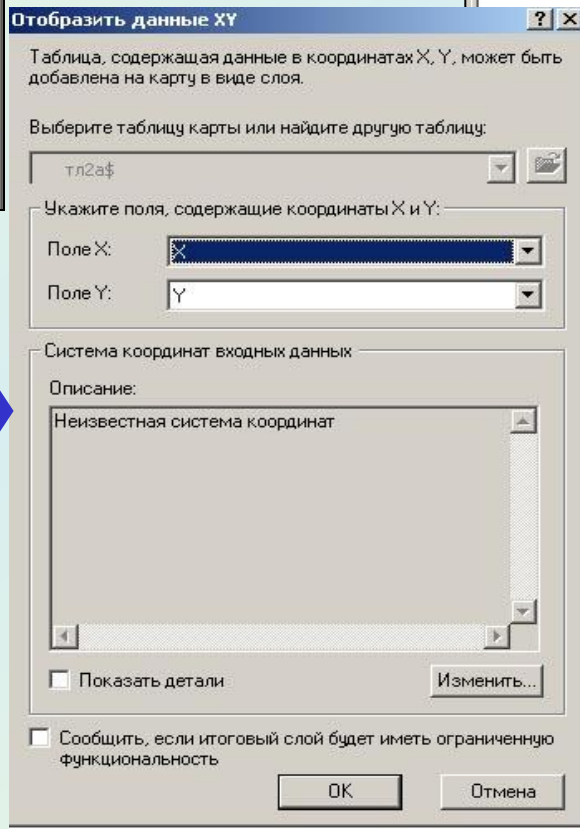 Отобразить данные XY
Таблица, содержащая данные в координатах X, Y, может быть
добавлена на карту в виде слоя.
Выберите таблицу карты или найдите другую таблицу:
тл2а$
Укажите поля, содержащие координаты X и Y:
Поле X: X
Поле Y: Y
Система координат входных данных
Описание:
Неизвестная система координат
Показать детали Изменить...
Сообщить, если итоговый слой будет иметь ограниченную
функциональность
OK Отмена